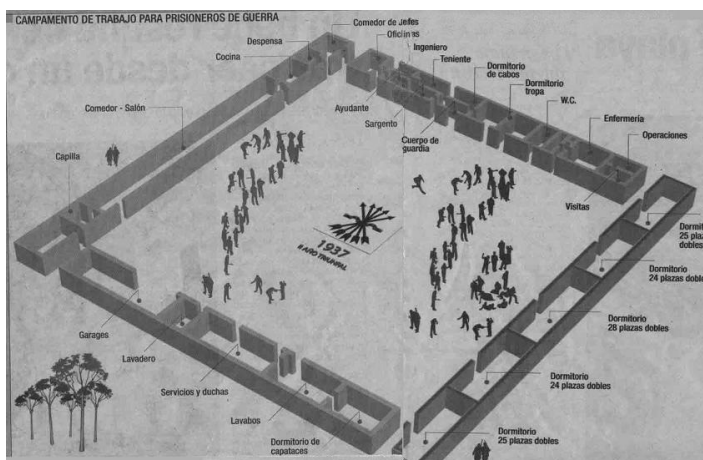 CAMPAMENTO DE TRABAJO PARA PRISIONEROS DE GUERRA
Comedor de Jefes
Oficinas
Ingeniero
Teniente
Despensa
Cocina
Dormitorio
de cabos
Dormitorio
tropa
W.C.
Comedor - Salón
Ayudante
Sargento
Cuerpo de
guardia
Enfermería
Operaciones
Capilla
Visitas
1937
II AÑO TRIUNFAL
Dormitorio
25 plazas
dobles
Dormitorio
24 plazas dobles
Dormitorio
28 plazas dobles
Garages
Lavadero
Servicios y duchas
Lavabos
Dormitorio de
capataces
Dormitorio
24 plazas dobles
Dormitorio
25 plazas dobles